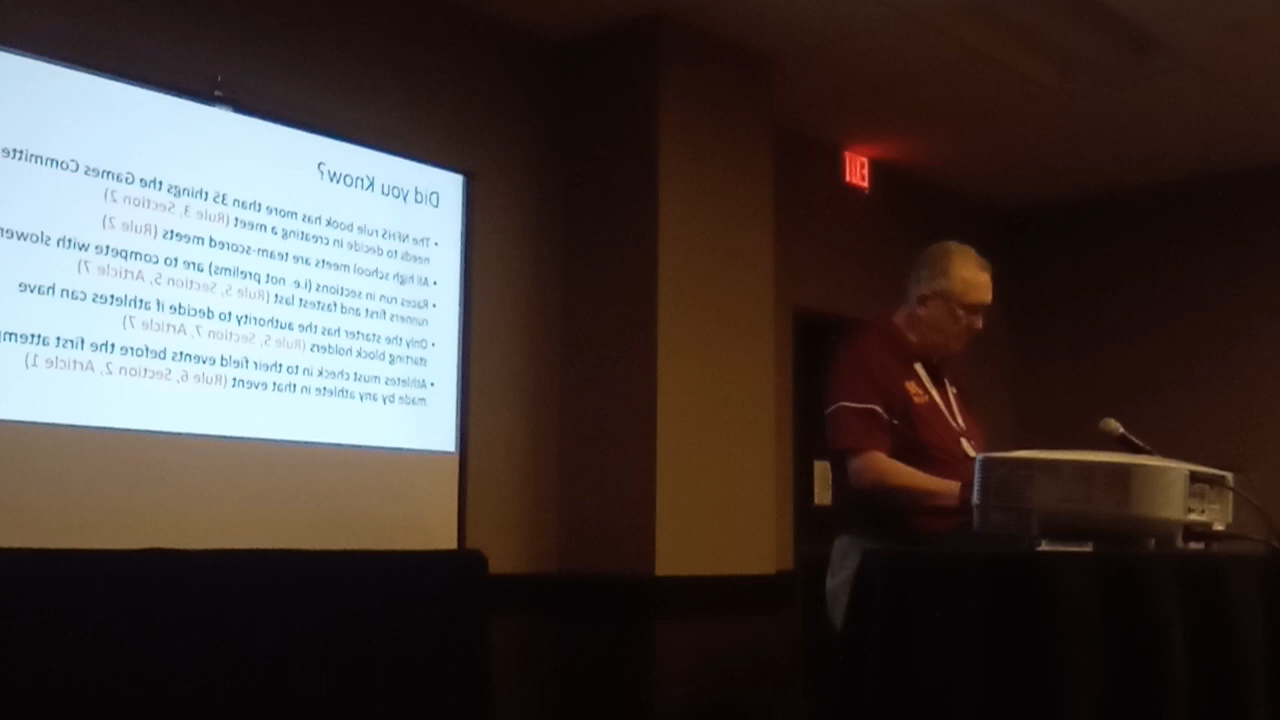 Did you Know?
• The NFHS rule book has more than 35 things the Games Committe
needs to decide in creating a meet (Rule 3, Section 2)
• All high school meets are team-scored meets (Rule 2)
• Races run in sections (i.e. not prelims) are to compete with slower
runners first and fastest last (Rule 5, Section 5, Article 7)
• Only the starter has the authority to decide if athletes can have
starting block holders (Rule 5, Section 7, Article 7)
• Athletes must check in to their field events before the first attemp
made by any athlete in that event (Rule 6, Section 2, Article 1)
EXIT